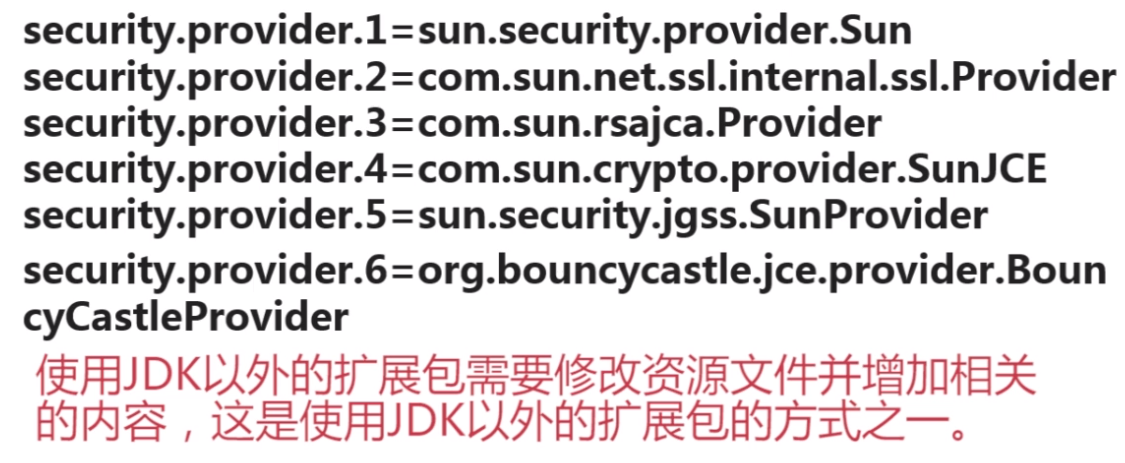 security.provider.1=sun.security.provider.Sun
security.provider.2=com.sun.net.ssl.internal.ssl.Provider
security.provider.3=com.sun.rsajca.Provider
security.provider.4=com.sun.crypto.provider.SunJCE
security.provider.5=sun.security.jgss.SunProvider
security.provider.6=org.bouncycastle.jce.provider.Boun
cyCastleProvider
使用JDK以外的扩展包需要修改资源文件并增加相关
的内容，这是使用JDK以外的扩展包的方式之一。